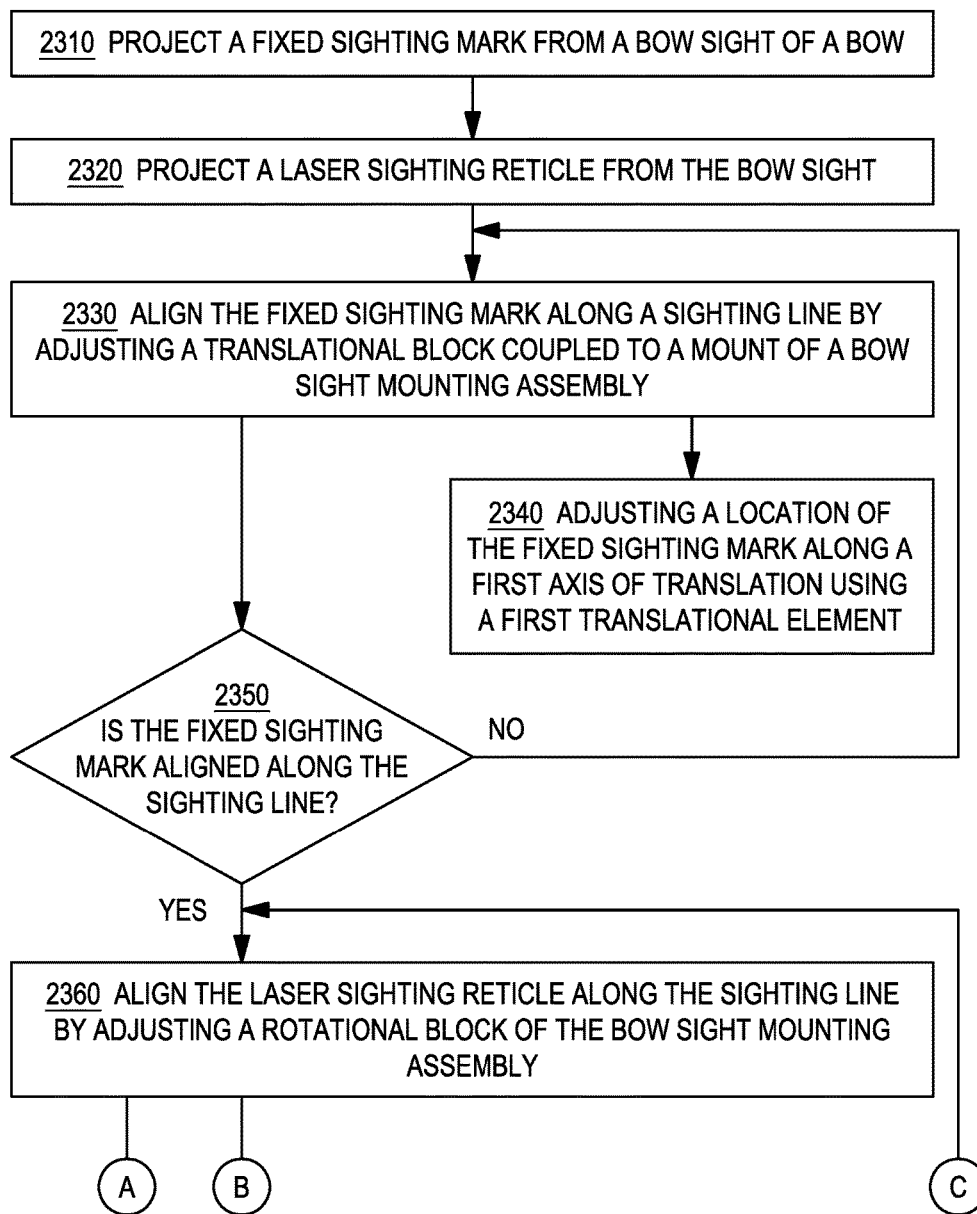 2310 PROJECT A FIXED SIGHTING MARK FROM A BOW SIGHT OF A BOW
2320 PROJECT A LASER SIGHTING RETICLE FROM THE BOW SIGHT
2330 ALIGN THE FIXED SIGHTING MARK ALONG A SIGHTING LINE BY
ADJUSTING A TRANSLATIONAL BLOCK COUPLED TO A MOUNT OF A BOW
SIGHT MOUNTING ASSEMBLY
2340 ADJUSTING A LOCATION OF
THE FIXED SIGHTING MARK ALONG A
FIRST AXIS OF TRANSLATION USING
A FIRST TRANSLATIONAL ELEMENT
2350
IS THE FIXED SIGHTING
MARK ALIGNED ALONG THE
SIGHTING LINE?
NO
YES
2360 ALIGN THE LASER SIGHTING RETICLE ALONG THE SIGHTING LINE
BY ADJUSTING A ROTATIONAL BLOCK OF THE BOW SIGHT MOUNTING
ASSEMBLY
A
B
C